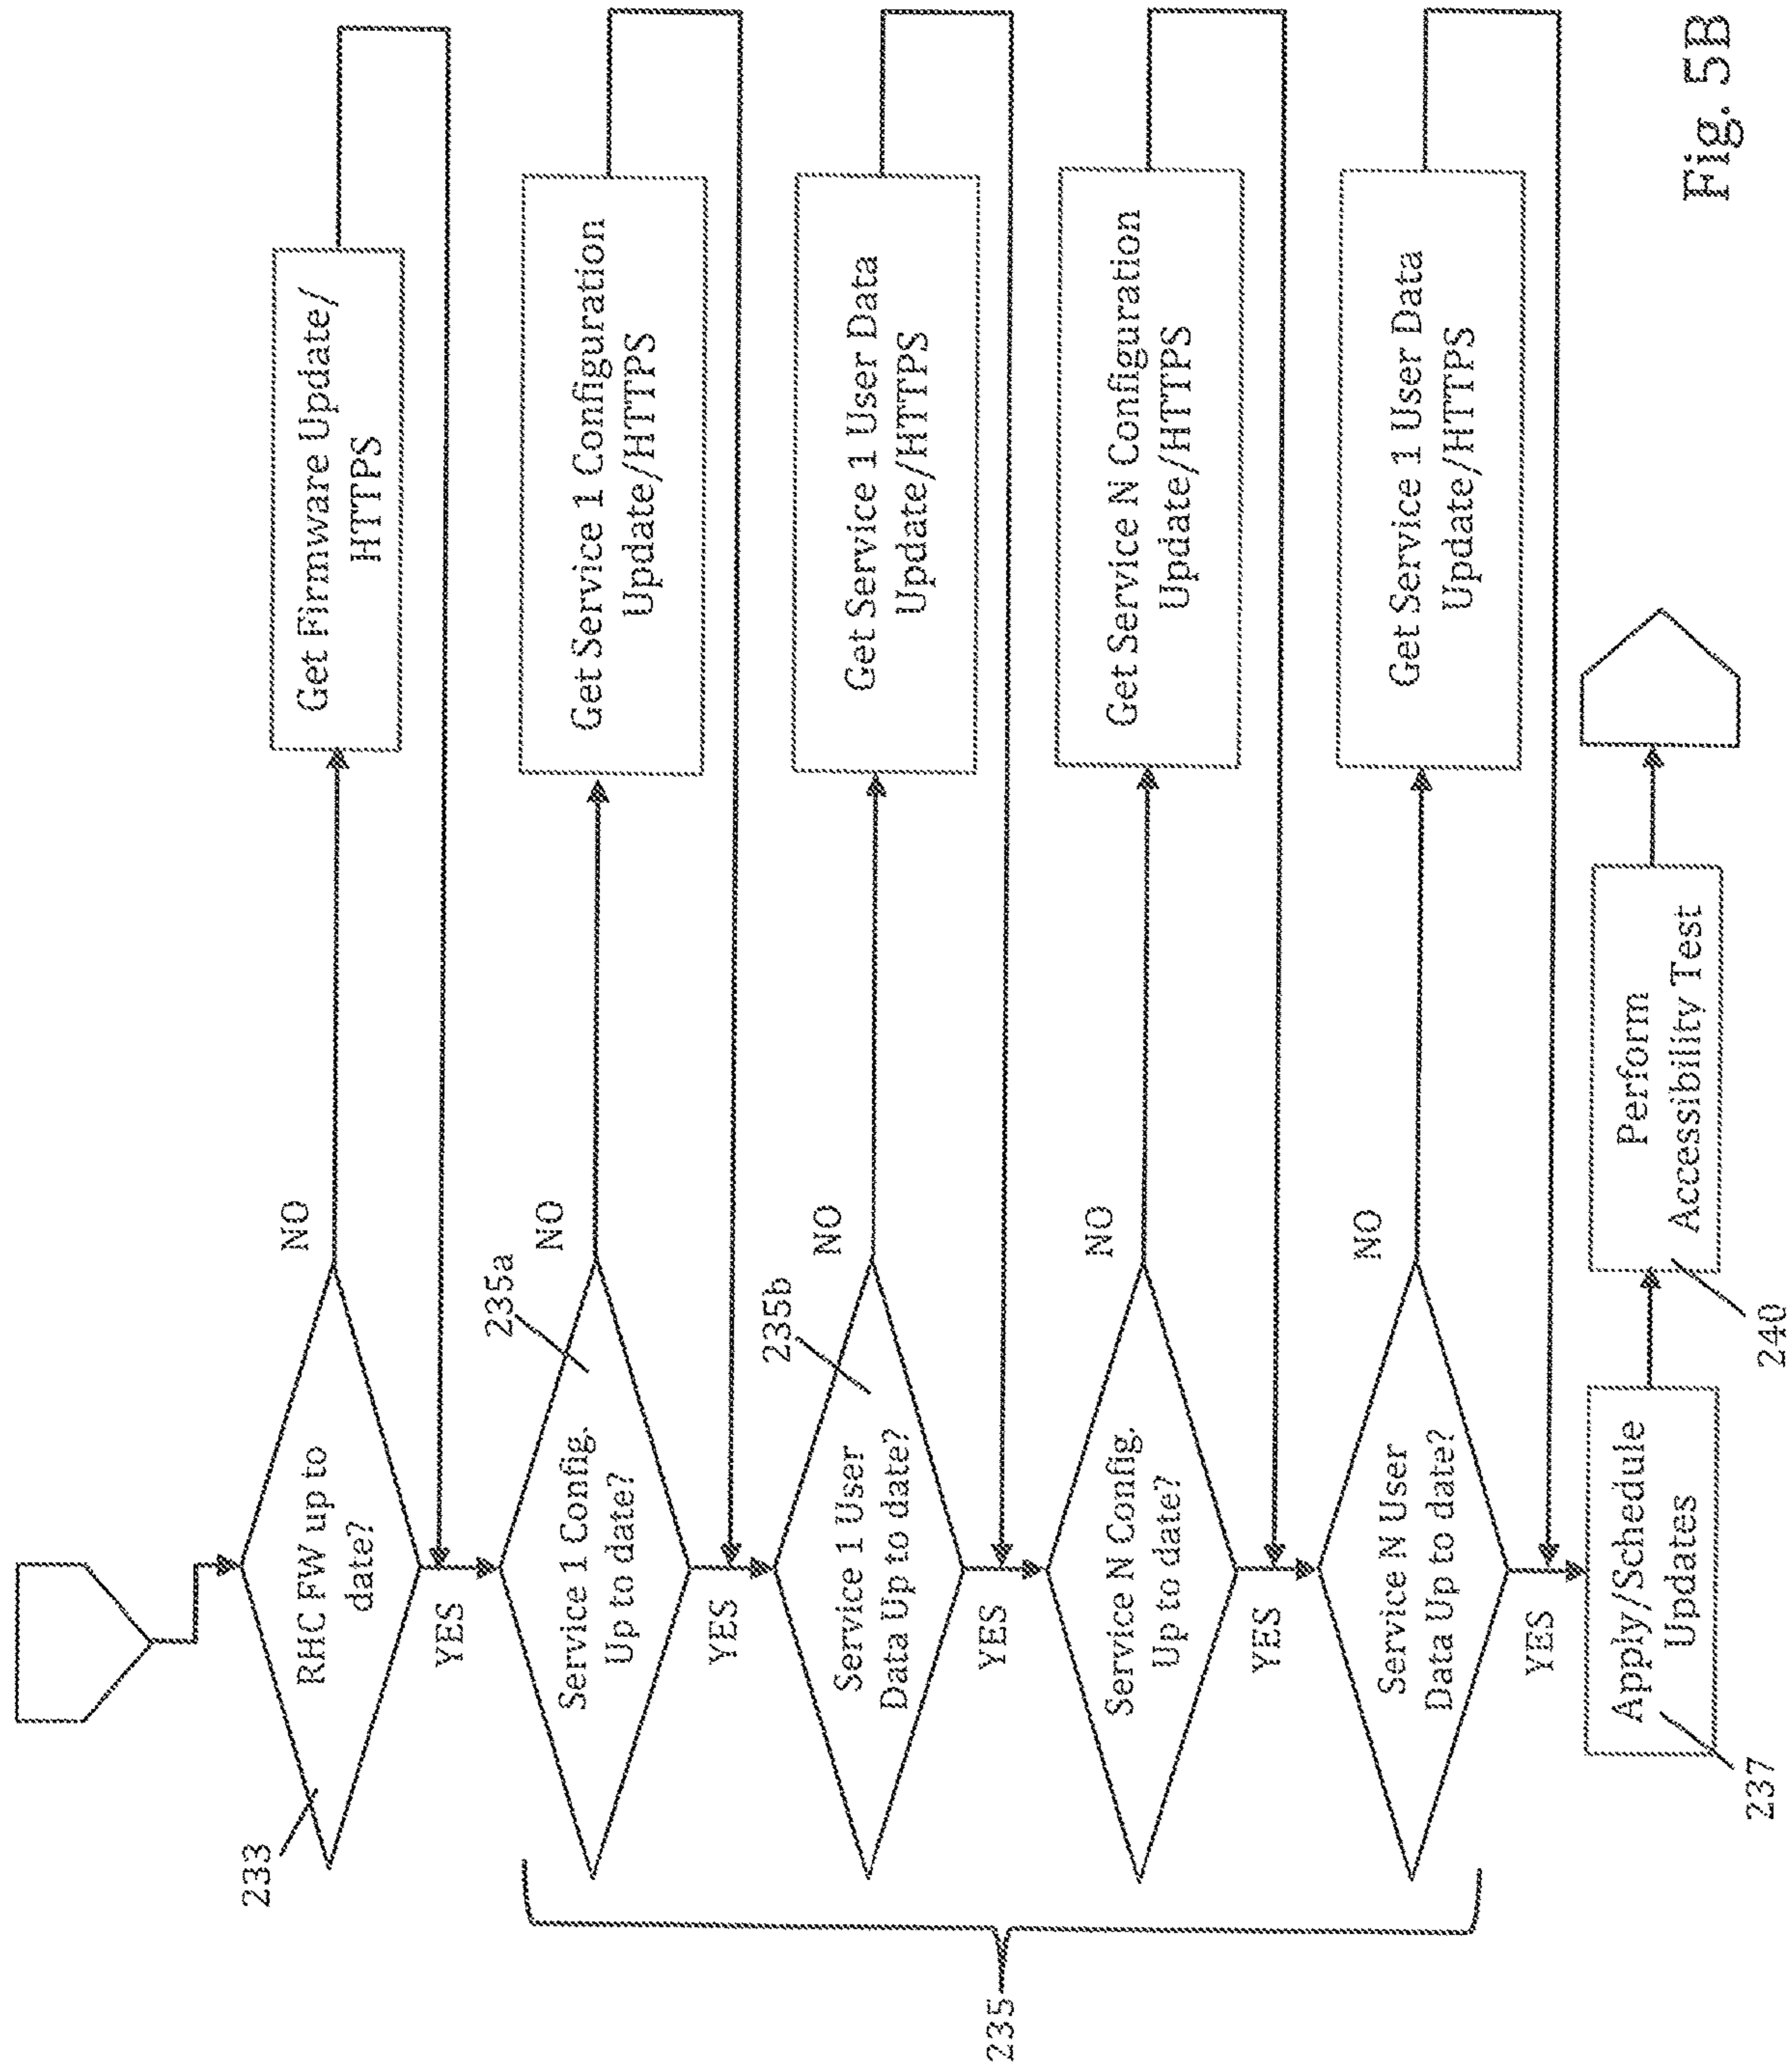 233
RHC FW up to
date?
NO
Get Firmware Update/
HTTPS
YES
235
235a
Service 1 Config.
Up to date?
NO
Get Service 1 Configuration
Update/HTTPS
YES
235b
Service 1 User
Data Up to date?
NO
Get Service 1 User Data
Update/HTTPS
YES
Service N Config.
Up to date?
NO
Get Service N Configuration
Update/HTTPS
YES
Service N User
Data Up to date?
NO
Get Service 1 User Data
Update/HTTPS
YES
Apply/Schedule
Updates
237
Perform
Accessibility Test
240
Fig. 5B